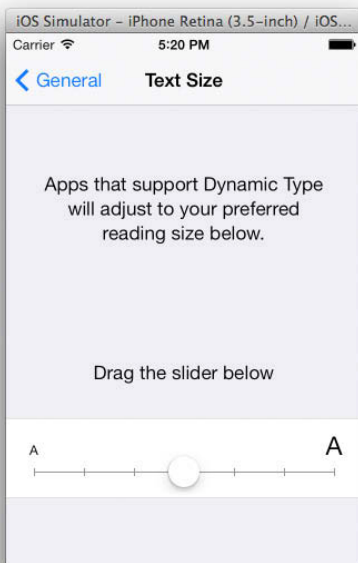 iOS Simulator – iPhone Retina (3.5-inch) / iOS...
Carrier 5:20 PM
General Text Size
Apps that support Dynamic Type
will adjust to your preferred
reading size below.
Drag the slider below
A A